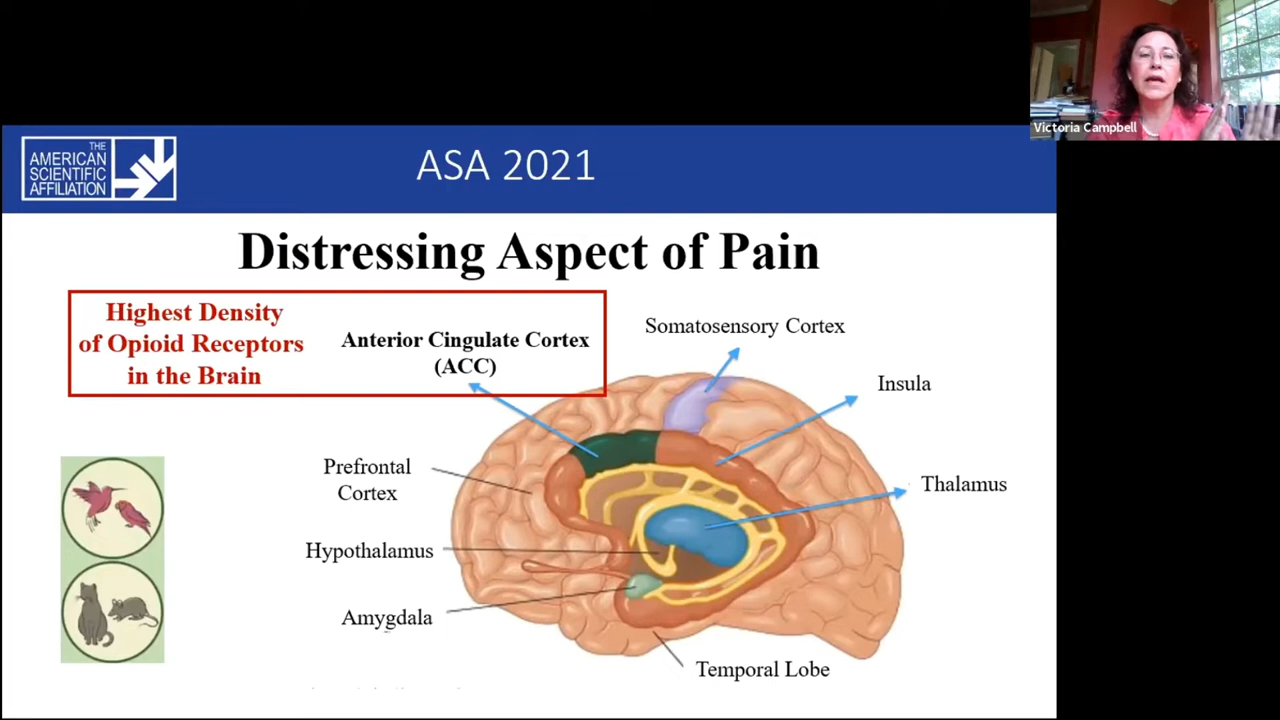 Victoria Campbell
THE
AMERICAN
SCIENTIFIC
AFFILIATION
ASA 2021
Distressing Aspect of Pain
Highest Density
of Opioid Receptors
in the Brain
Anterior Cingulate Cortex
(ACC)
Somatosensory Cortex
Insula
Prefrontal
Cortex
Thalamus
Hypothalamus
Amygdala
Temporal Lobe